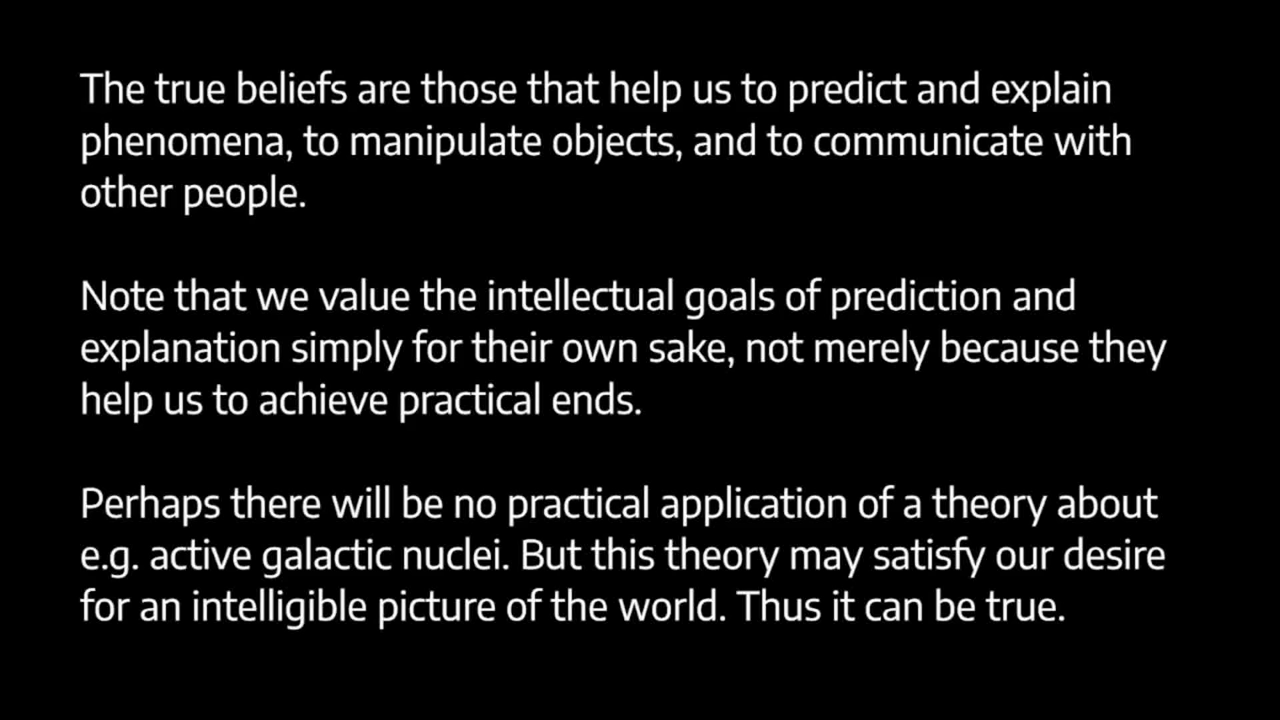 The true beliefs are those that help us to predict and explain
phenomena, to manipulate objects, and to communicate with
other people.
Note that we value the intellectual goals of prediction and
explanation simply for their own sake, not merely because they
help us to achieve practical ends.
Perhaps there will be no practical application of a theory about
e.g. active galactic nuclei. But this theory may satisfy our desire
for an intelligible picture of the world. Thus it can be true.